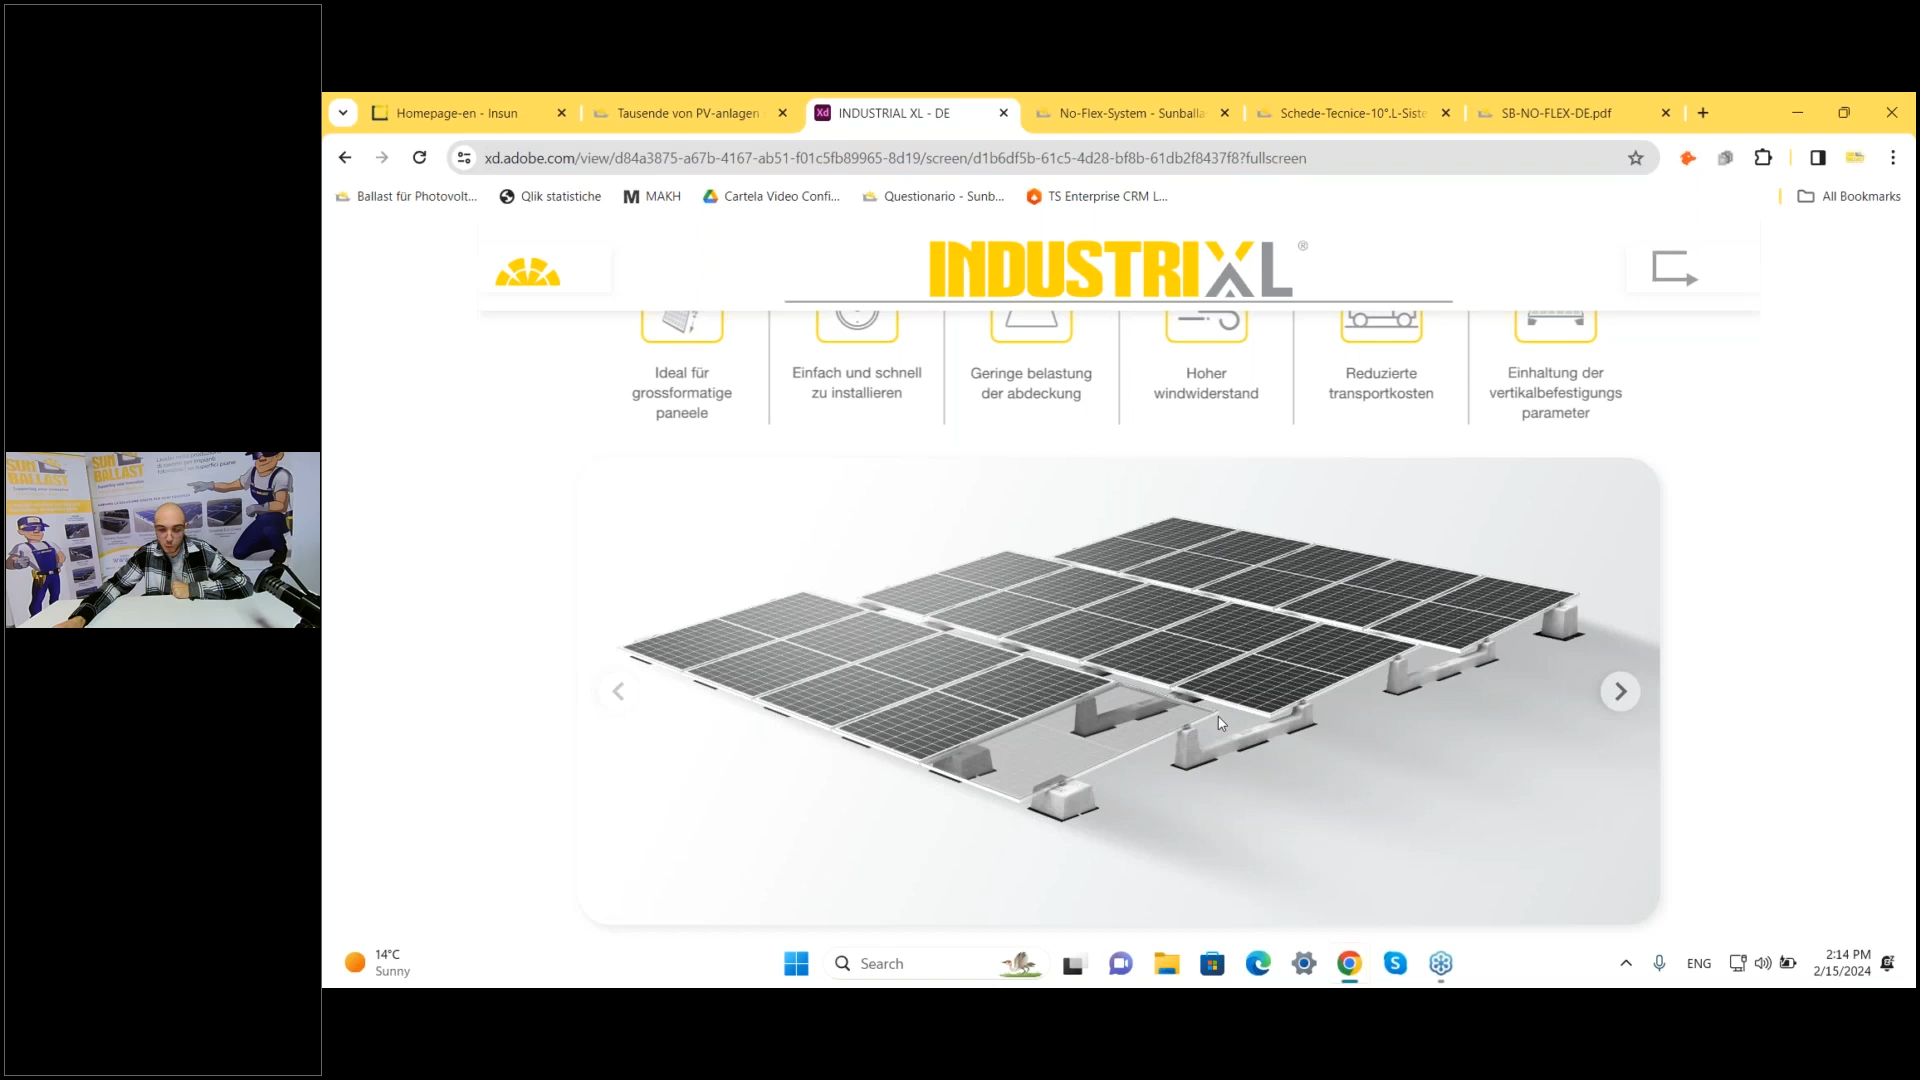 Homepage-en - Insun
Tausende von PV-anlagen
INDUSTRIAL XL - DE
No-Flex-System - Sunballa
Schede-Tecnice-10°.L-Siste
SB-NO-FLEX-DE.pdf
xd.adobe.com/view/d84a3875-a67b-4167-ab51-f01c5fb89965-8d19/screen/d1b6df5b-61c5-4d28-bf8b-61db2f8437f8?fullscreen
Ballast für Photovolt...
Qlik statistiche
MAKH
Cartela Video Confi...
Questionario - Sunb...
TS Enterprise CRM L...
All Bookmarks
INDUSTRIXL ®
Ideal für
grossformatige
paneele
Einfach und schnell
zu installieren
Geringe belastung
der abdeckung
Hoher
windwiderstand
Reduzierte
transportkosten
Einhaltung der
vertikalbefestigungs
parameter
SUN
BALLAST
SUN
BALLAST
14°C
Sunny
Search
ENG
2:14 PM
2/15/2024